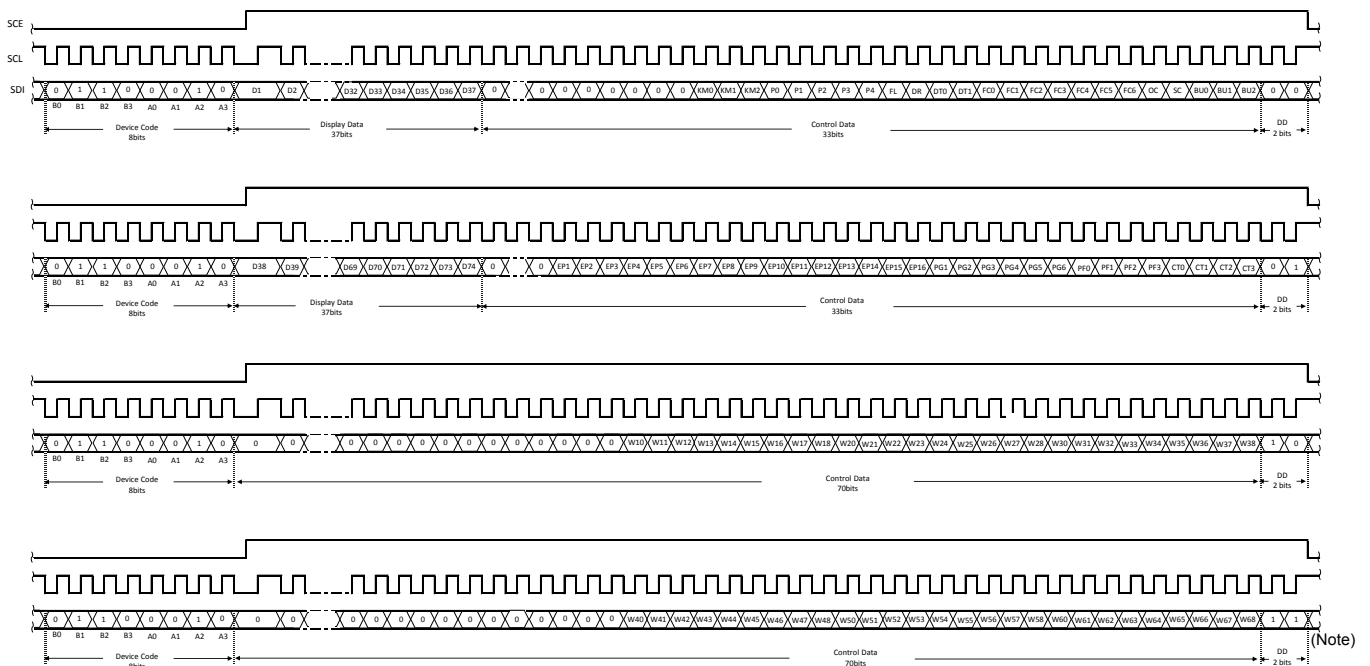 SCE
SCL
SDI 0 1 1 0 0 0 1 0 D1 D2 D32 D33 D34 D35 D36 D37 0 0 0 0 0 0 0 0 KM0 KM1 KM2 P0 P1 P2 P3 P4 FL DR DT0 DT1 FC0 FC1 FC2 FC3 FC4 FC5 FC6 OC SC BU0 BU1 BU2 0 0
B0 B1 B2 B3 A0 A1 A2 A3
Device Code Display Data Control Data DD
8bits 37bits 33bits 2 bits
0 1 1 0 0 0 1 0 D38 D39 D69 D70 D71 D72 D73 D74 0 0 EP1 EP2 EP3 EP4 EP5 EP6 EP7 EP8 EP9 EP10 EP11 EP12 EP13 EP14 EP15 EP16 PG1 PG2 PG3 PG4 PG5 PG6 PF0 PF1 PF2 PF3 CT0 CT1 CT2 CT3 0 1
B0 B1 B2 B3 A0 A1 A2 A3
Device Code Display Data Control Data DD
8bits 37bits 33bits 2 bits
0 1 1 0 0 0 1 0 0 0 0 0 0 0 0 0 0 0 0 0 0 0 W10 W11 W12 W13 W14 W15 W16 W17 W18 W20 W21 W22 W23 W24 W25 W26 W27 W28 W30 W31 W32 W33 W34 W35 W36 W37 W38 1 0
B0 B1 B2 B3 A0 A1 A2 A3
Device Code Control Data DD
8bits 70bits 2 bits
0 1 1 0 0 0 1 0 0 0 0 0 0 0 0 0 0 0 0 0 0 0 W40 W41 W42 W43 W44 W45 W46 W47 W48 W50 W51 W52 W53 W54 W55 W56 W57 W58 W60 W61 W62 W63 W64 W65 W66 W67 W68 1 1
(Note)
B0 B1 B2 B3 A0 A1 A2 A3
Device Code Control Data DD
8bits 70bits 2 bits